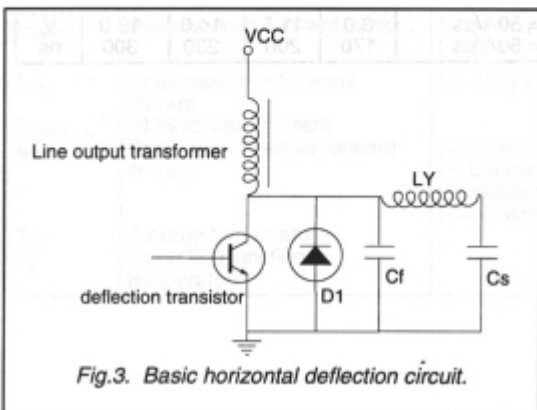 VCC
Line output transformer
LY
Cf
Cs
D1
deflection transistor
Fig.3. Basic horizontal deflection circuit.